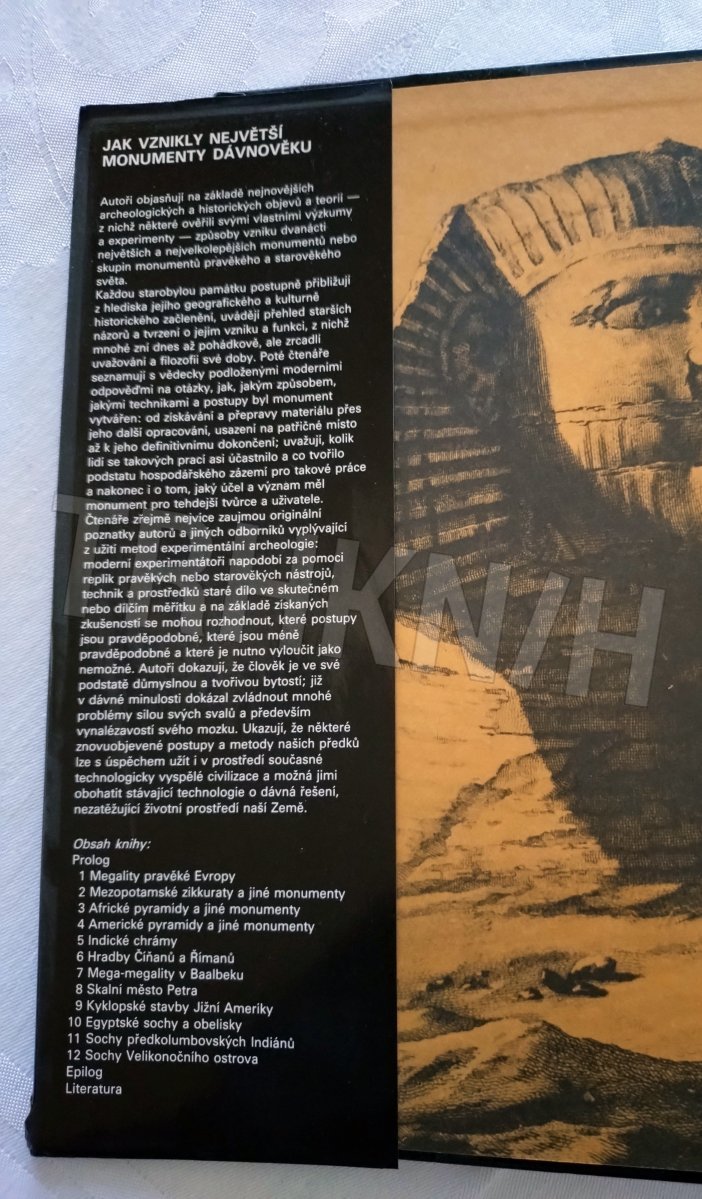 JAK VZNIKLY NEJVĚTŠÍ
MONUMENTY DÁVNOVĚKU
Autoři objasňují na základě nejnovějších
archeologických a historických objevů a teorií —
z nichž některé ověřili svými vlastními výzkumy
a experimenty — způsoby vzniku dvanácti
největších a nejvelkolepějších monumentů nebo
skupin monumentů pravěkého a starověkého
světa.
Každou starobylou památku postupně přibližují
z hlediska jejího geografického a kulturně
historického začlenění, uvádějí přehled starších
názorů a tvrzení o jejím vzniku a funkci, z nichž
mnohé zní dnes až pohádkově, ale zrcadlí
uvažování a filozofii své doby. Poté čtenáře
seznamují s vědecky podloženými moderními
odpověďmi na otázky, jak, jakým způsobem,
jakými technikami a postupy byl monument
vytvářen: od získávání a přepravy materiálu přes
jeho další opracování, usazení na patřičné místo
až k jeho definitivnímu dokončení; uvažují, kolik
lidí se takových prací asi účastnilo a co tvořilo
podstatu hospodářského zázemí pro takové práce
a nakonec i o tom, jaký účel a význam měl
monument pro tehdejší tvůrce a uživatele.
Čtenáře zřejmě nejvíce zaujmou originální
poznatky autorů a jiných odborníků vyplývající
z užití metod experimentální archeologie:
moderní experimentátoři napodobí za pomoci
replik pravěkých nebo starověkých nástrojů,
technik a prostředků staré dílo ve skutečném
nebo dílčím měřítku a na základě získaných
zkušeností se mohou rozhodnout, které postupy
jsou pravděpodobné, které jsou méně
pravděpodobné a které je nutno vyloučit jako
nemožné. Autoři dokazují, že člověk je ve své
podstatě důmyslnou a tvořivou bytostí; již
v dávné minulosti dokázal zvládnout mnohé
problémy silou svých svalů a především
vynalézavostí svého mozku. Ukazují, že některé
znovuobjevené postupy a metody našich předků
lze s úspěchem užít i v prostředí současné
technologicky vyspělé civilizace a možná jimi
obohatit stávající technologie o dávná řešení,
nezatěžující životní prostředí naší Země.
Obsah knihy:
Prolog
1 Megality pravěké Evropy
2 Mezopotamské zikkuraty a jiné monumenty
3 Africké pyramidy a jiné monumenty
4 Americké pyramidy a jiné monumenty
5 Indické chrámy
6 Hradby Číňanů a Římanů
7 Mega-megality v Baalbeku
8 Skalní město Petra
9 Kyklopské stavby Jižní Ameriky
10 Egyptské sochy a obelisky
11 Sochy předkolumbovských Indiánů
12 Sochy Velikonočního ostrova
Epilog
Literatura